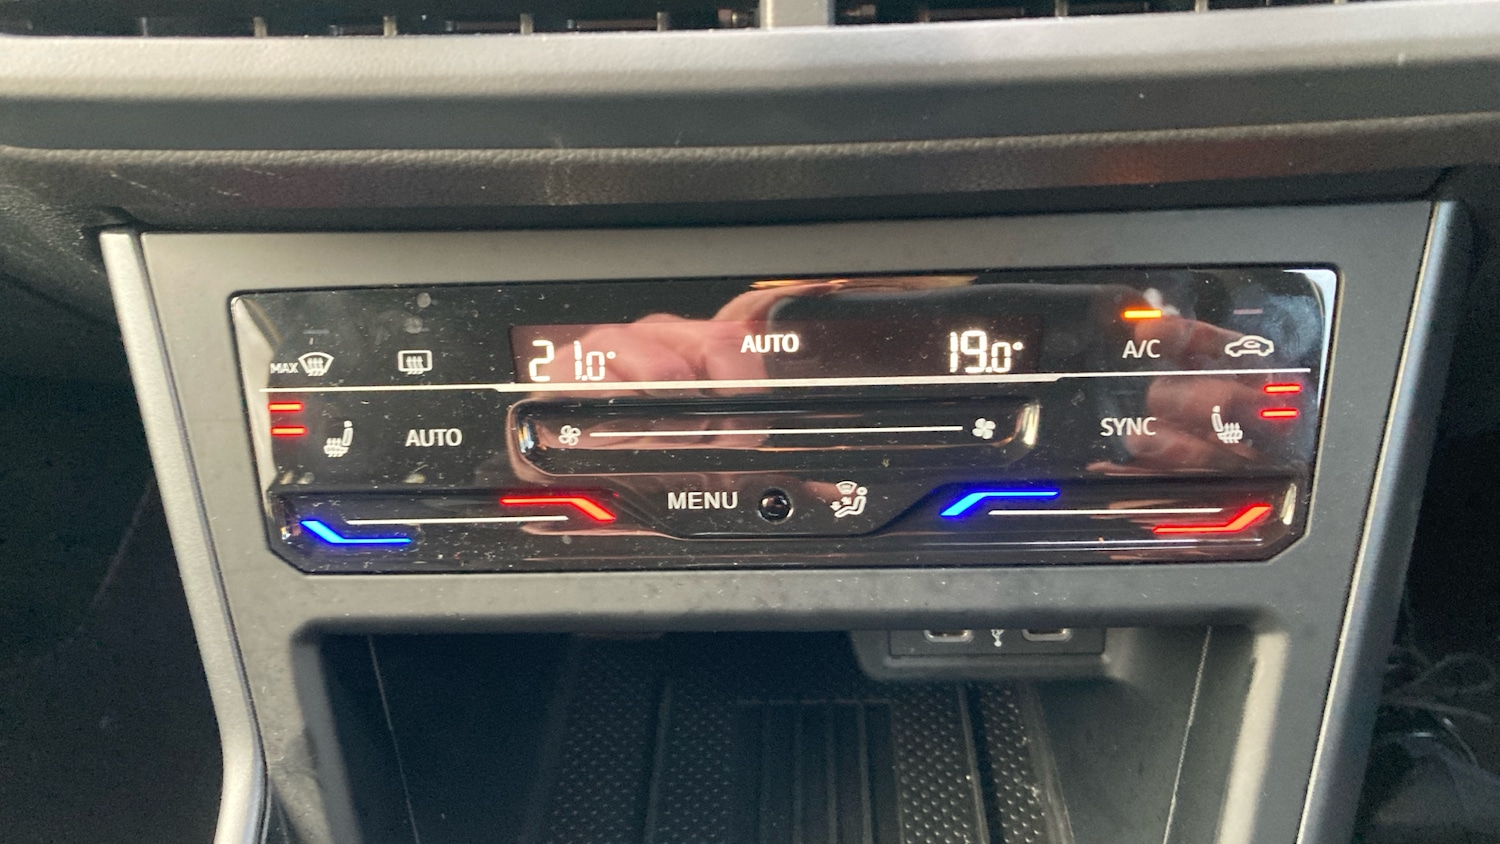 MAX 21.0° AUTO 19.0° A/C
AUTO SYNC
MENU